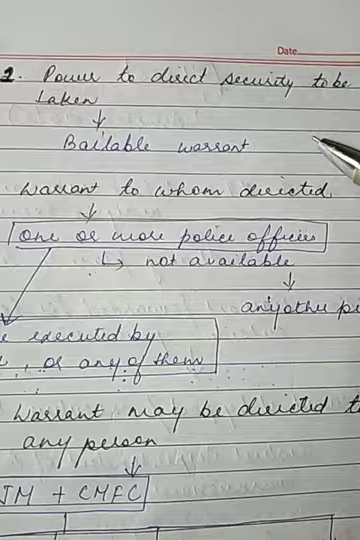 Date
2. Power to direct security to be
taken
Bailable warrant
Warrant to whom directed
one or more police officers
not available
any other pe
e executed by
, or any of them
Warrant may be directed to
any person
JM + CMFC